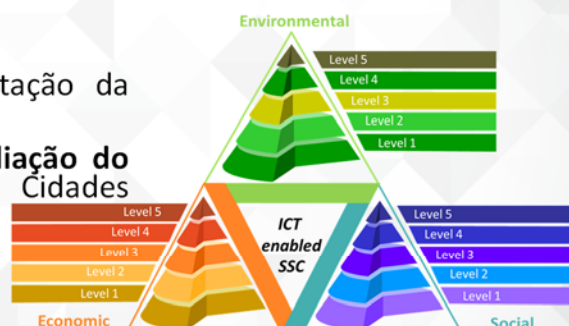 Environmental
Level 5
Level 4
Level 3
Level 2
Level 1
tação da
liação do
Cidades
Level 5
Level 4
Level 3
Level 2
Level 1
Economic
ICT
enabled
SSC
Level 5
Level 4
Level 3
Level 2
Level 1
Social